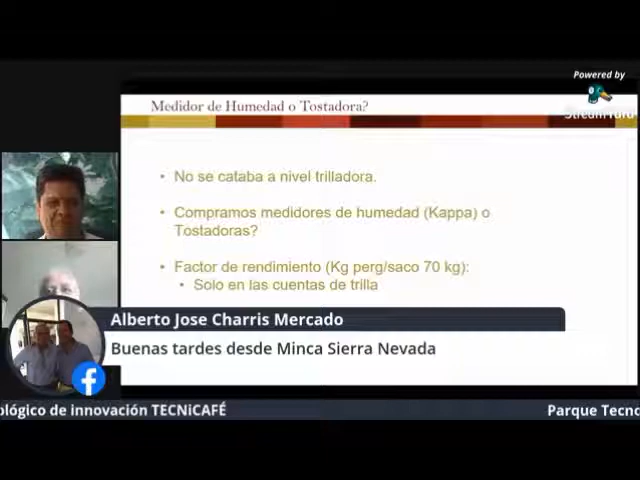 Powered by
StreamYard
Medidor de Humedad o Tostadora?
• No se cataba a nivel trilladora.
• Compramos medidores de humedad (Kappa) o
Tostadoras?
• Factor de rendimiento (Kg perg/saco 70 kg):
• Solo en las cuentas de trilla
Alberto Jose Charris Mercado
Buenas tardes desde Minca Sierra Nevada
ológico de innovación TECNiCAFÉ
Parque Tecno